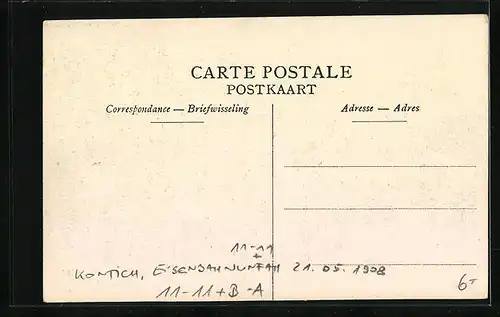 CARTE POSTALE
POSTKAART
Correspondance — Briefwisseling
Adresse — Adres
11-11
+
KONTICH, EISENBAHNUNFALL 21. 05. 1908
11-11+B-A
6